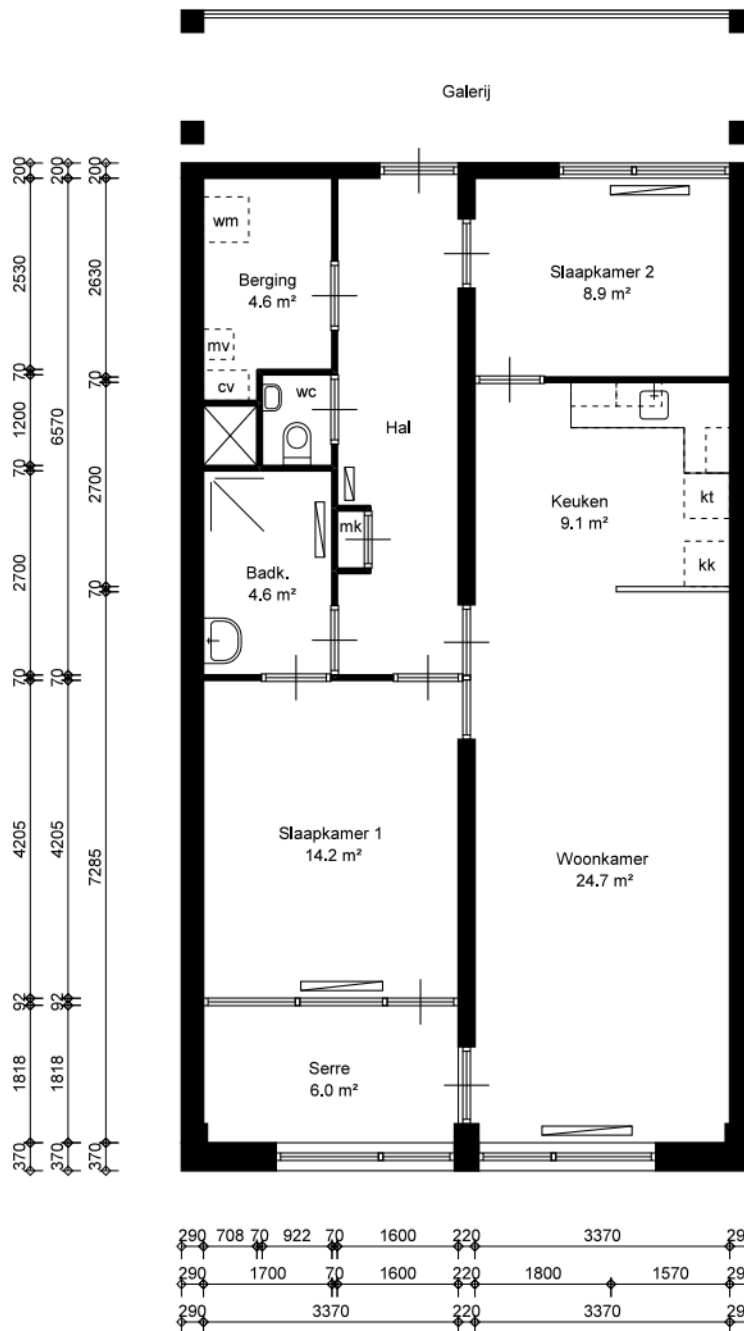 Galerij
wm
Berging
4.6 m²
mv
cv
wc
Slaapkamer 2
8.9 m²
Hal
Keuken
9.1 m²
kt
kk
mk
Badk.
4.6 m²
Slaapkamer 1
14.2 m²
Woonkamer
24.7 m²
Serre
6.0 m²
200 2530 70 1200 70 2700 70 4205 92 1818 370
200 6570 70 4205 92 1818 370
200 2630 70 2700 70 7285 370
290 708 70 922 70 1600 220 3370 29
290 1700 70 1600 220 1800 1570 29
290 3370 220 3370 29